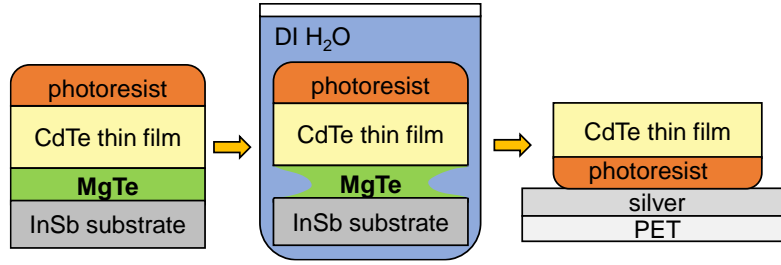 photoresist
CdTe thin film
MgTe
InSb substrate
DI H₂O
photoresist
CdTe thin film
MgTe
InSb substrate
CdTe thin film
photoresist
silver
PET